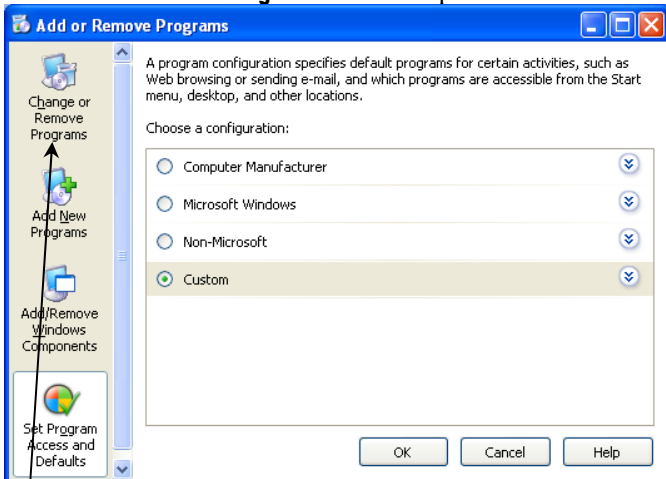 Add or Remove Programs
Change or
Remove
Programs
Add New
Programs
Add/Remove
Windows
Components
Set Program
Access and
Defaults
A program configuration specifies default programs for certain activities, such as
Web browsing or sending e-mail, and which programs are accessible from the Start
menu, desktop, and other locations.
Choose a configuration:
Computer Manufacturer
Microsoft Windows
Non-Microsoft
Custom
OK
Cancel
Help